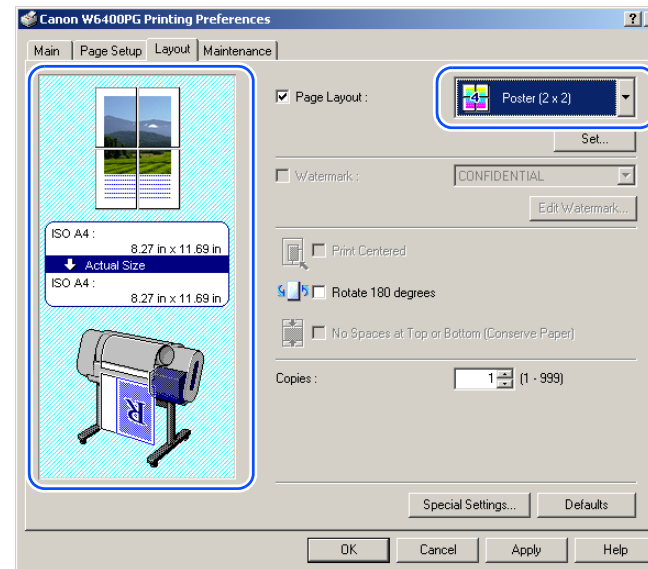 Canon W6400PG Printing Preferences
Main Page Setup Layout Maintenance
Page Layout : 4 Poster (2 x 2)
Set...
Watermark : CONFIDENTIAL
Edit Watermark...
ISO A4 :
8.27 in x 11.69 in
Actual Size
ISO A4 :
8.27 in x 11.69 in
Print Centered
Rotate 180 degrees
No Spaces at Top or Bottom (Conserve Paper)
Copies : 1 (1 - 999)
R
Special Settings... Defaults
OK Cancel Apply Help